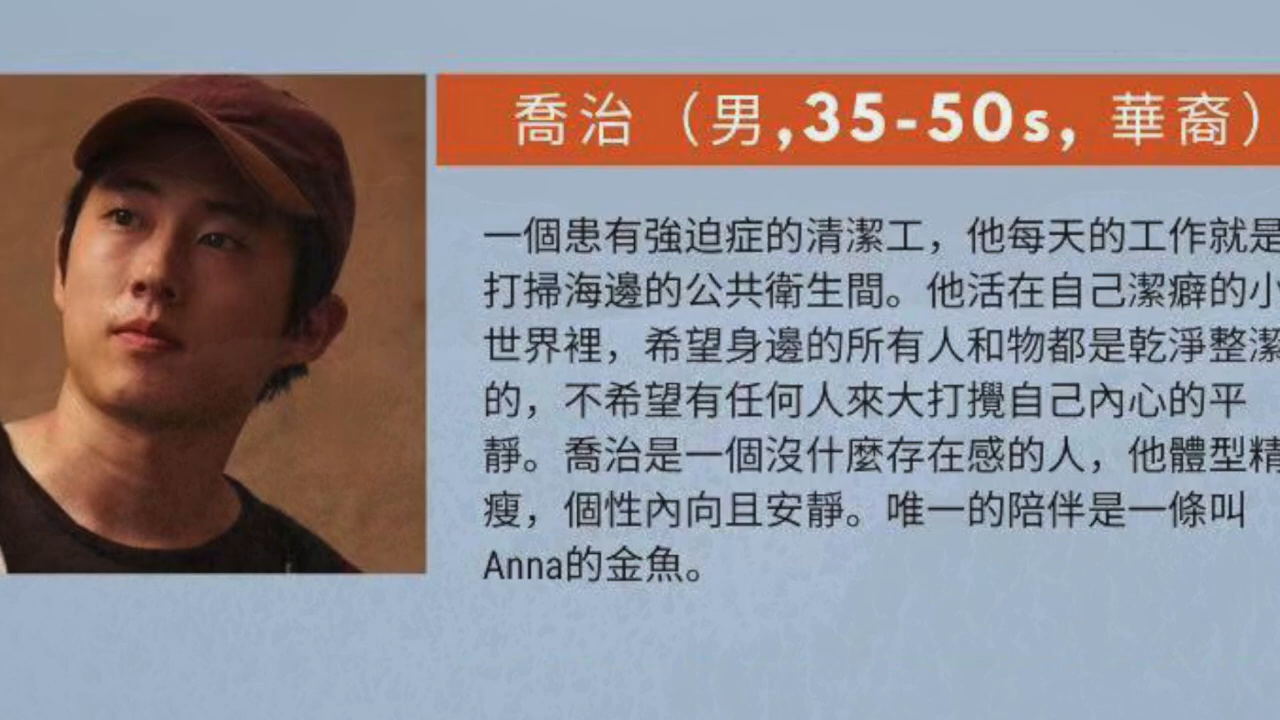 喬治（男,35-50s, 華裔）
一個患有強迫症的清潔工，他每天的工作就是
打掃海邊的公共衛生間。他活在自己潔癖的小
世界裡，希望身邊的所有人和物都是乾淨整潔
的，不希望有任何人來大打攪自己內心的平
靜。喬治是一個沒什麼存在感的人，他體型精
瘦，個性內向且安靜。唯一的陪伴是一條叫
Anna的金魚。